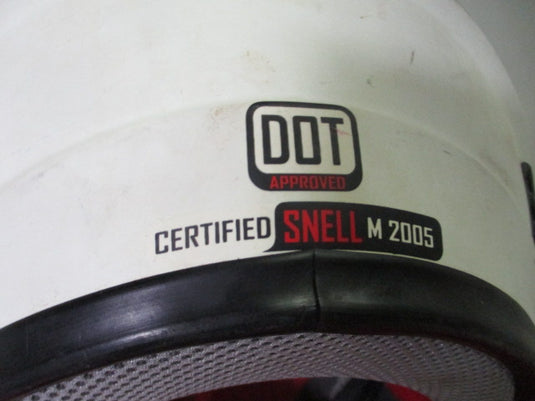 DOT
APPROVED
CERTIFIED SNELL M 2005